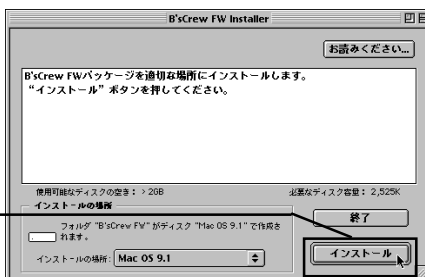 B'sCrew FW Installer
お読みください...
B'sCrew FWパッケージを適切な場所にインストールします。
“インストール”ボタンを押してください。
使用可能なディスクの空き： > 2GB
必要なディスク容量： 2,525K
インストールの場所
フォルダ "B'sCrew FW" がディスク "Mac OS 9.1" で作成されます。
終了
インストールの場所： Mac OS 9.1
インストール